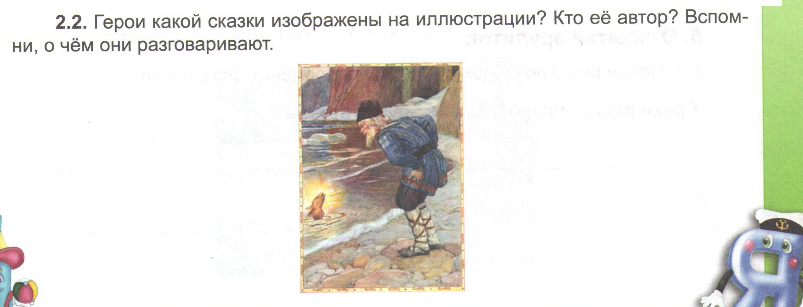 2.2. Герои какой сказки изображены на иллюстрации? Кто её автор? Вспом-
ни, о чём они разговаривают.
Я